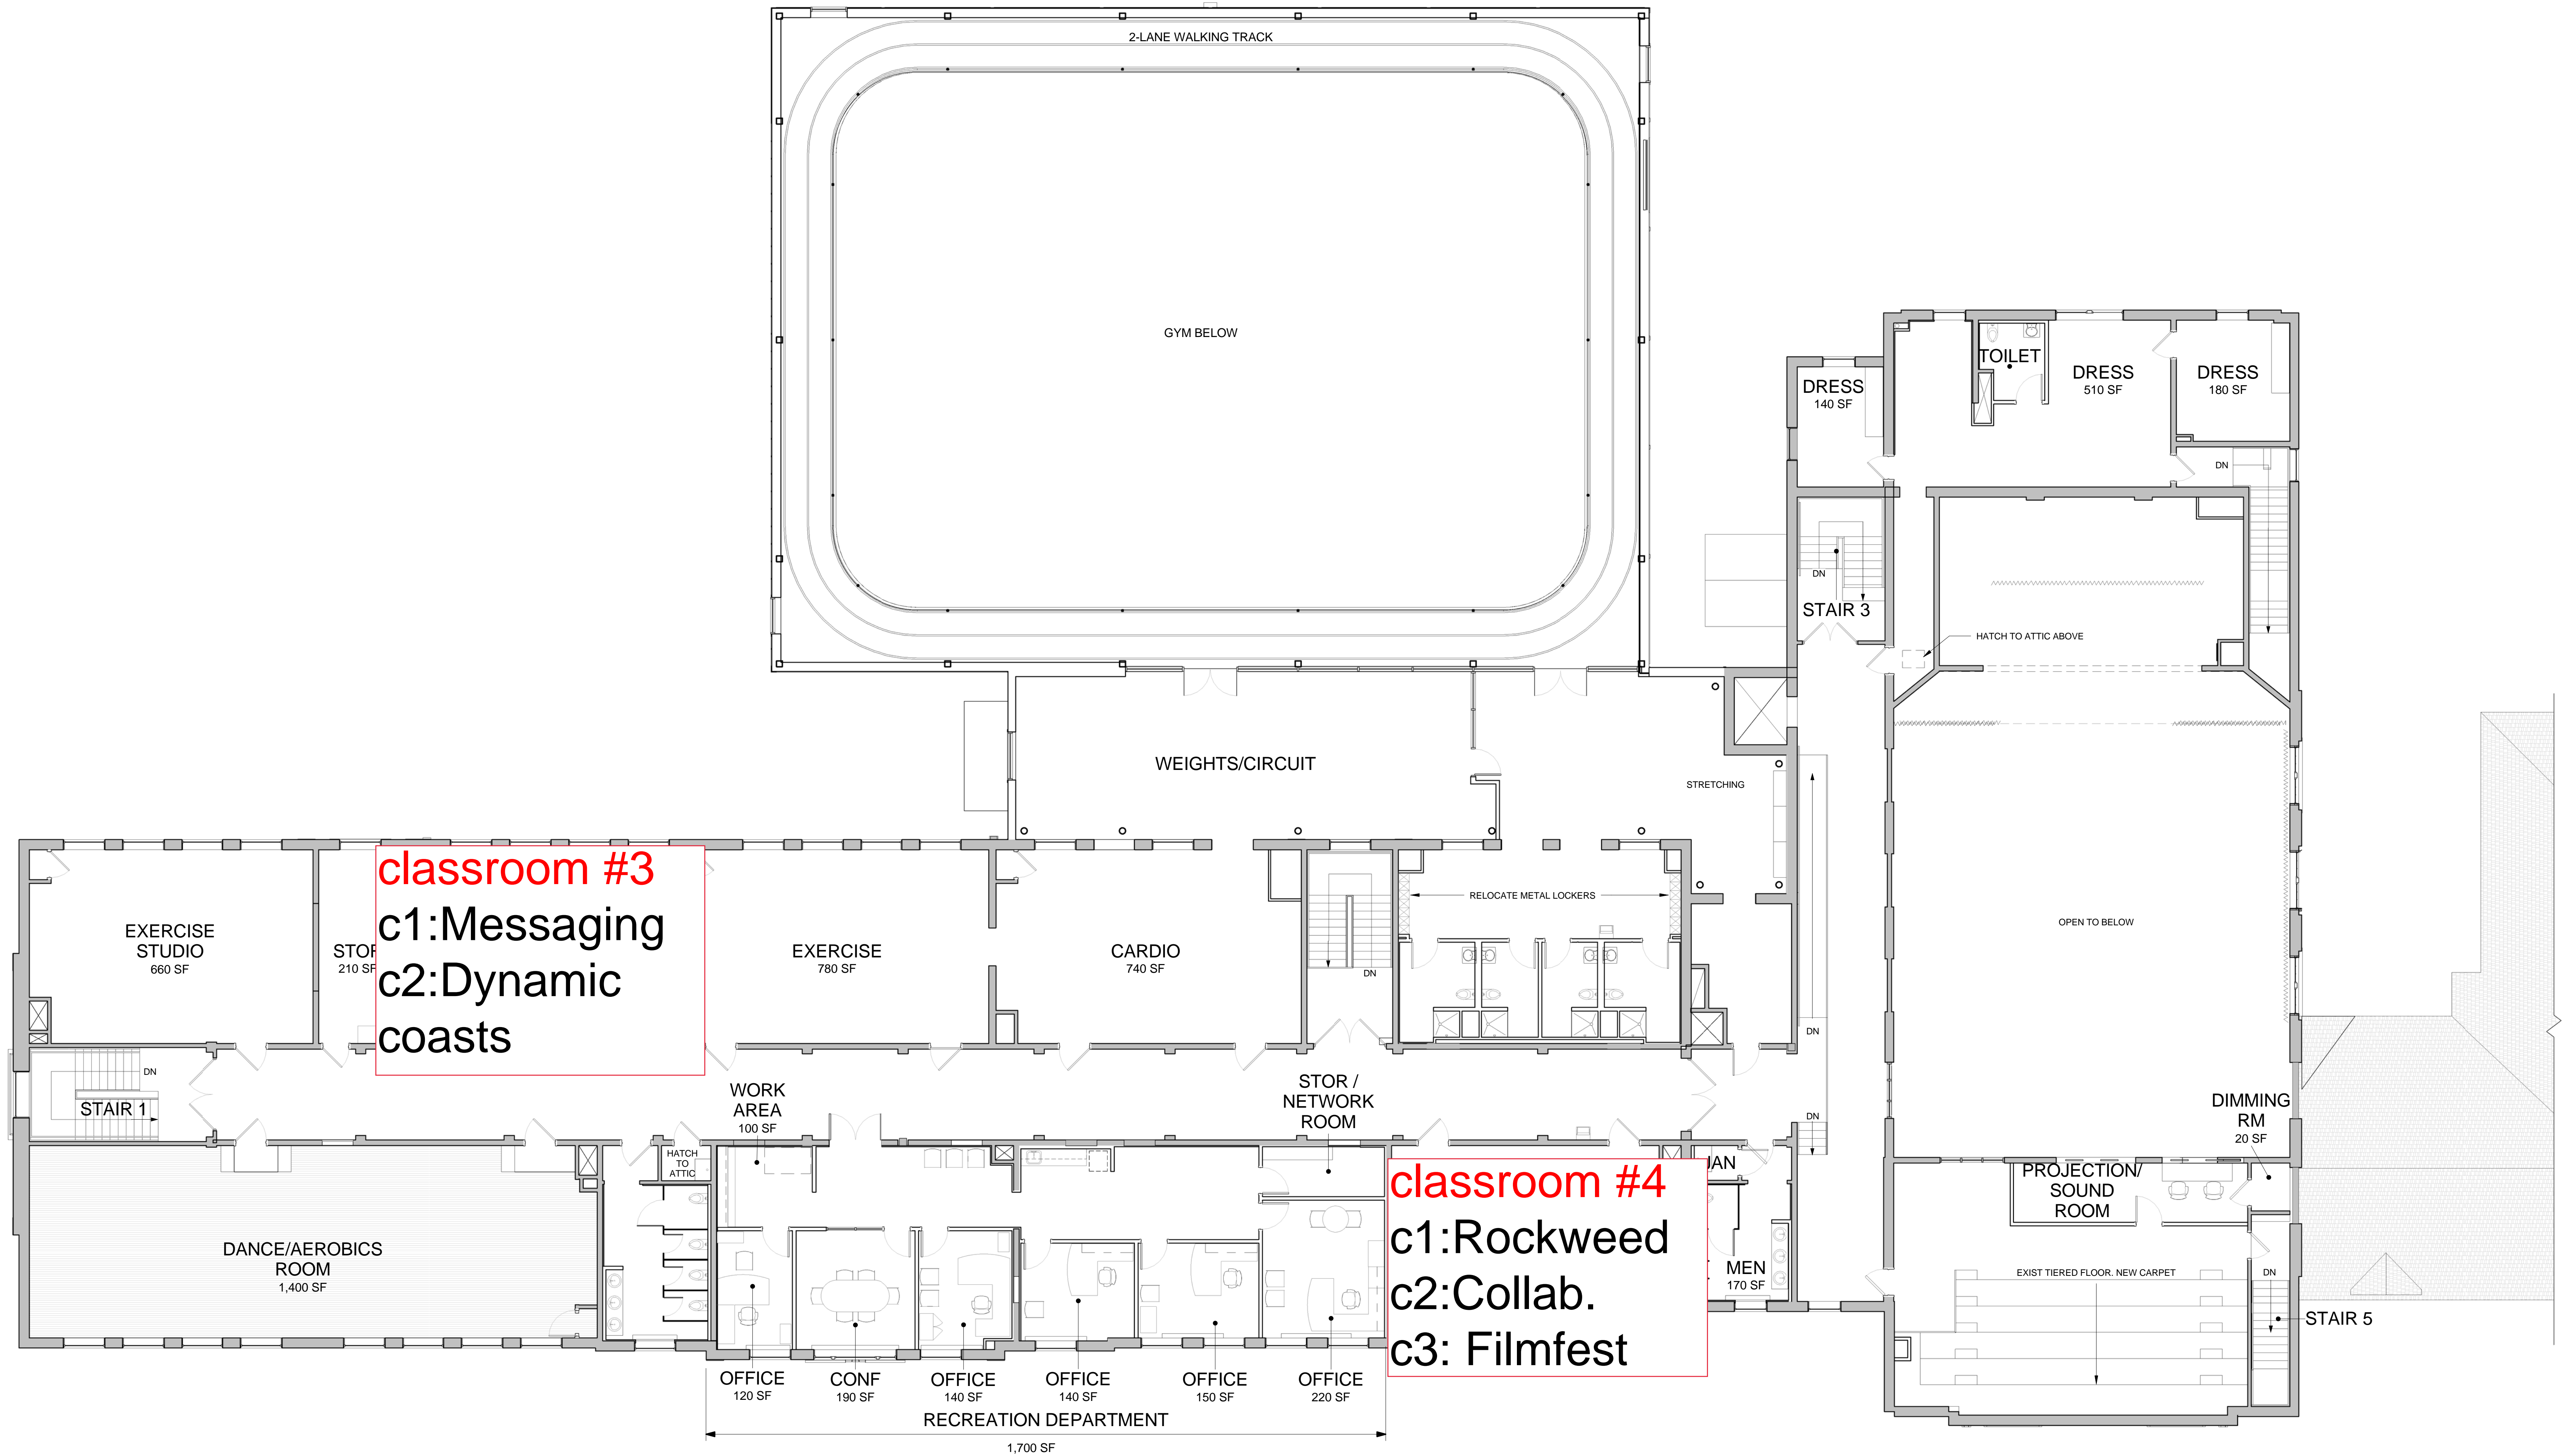 2-LANE WALKING TRACK
GYM BELOW
TOILET
DRESS
140 SF
DRESS
510 SF
DRESS
180 SF
DN
DN
STAIR 3
HATCH TO ATTIC ABOVE
WEIGHTS/CIRCUIT
STRETCHING
classroom #3
c1:Messaging
c2:Dynamic
coasts
EXERCISE
STUDIO
660 SF
210 SF
EXERCISE
780 SF
CARDIO
740 SF
DN
RELOCATE METAL LOCKERS
OPEN TO BELOW
DN
DN
STAIR 1
WORK
AREA
100 SF
STOR /
NETWORK
ROOM
DN
DIMMING
RM
20 SF
HATCH
TO
ATTIC
classroom #4
c1:Rockweed
c2:Collab.
c3: Filmfest
JAN
MEN
170 SF
PROJECTION/
SOUND
ROOM
DANCE/AEROBICS
ROOM
1,400 SF
EXIST TIERED FLOOR. NEW CARPET
DN
STAIR 5
OFFICE
120 SF
CONF
190 SF
OFFICE
140 SF
OFFICE
140 SF
OFFICE
150 SF
OFFICE
220 SF
RECREATION DEPARTMENT
1,700 SF